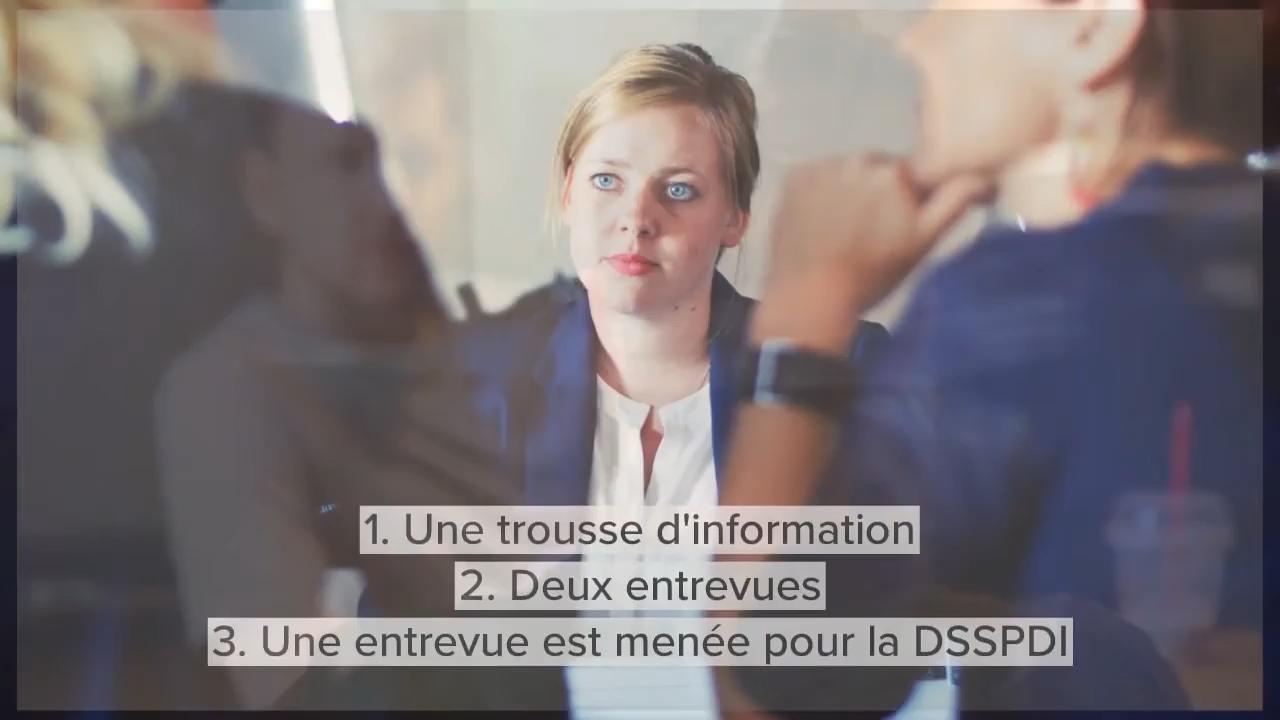 1. Une trousse d'information
2. Deux entrevues
3. Une entrevue est menée pour la DSSPDI